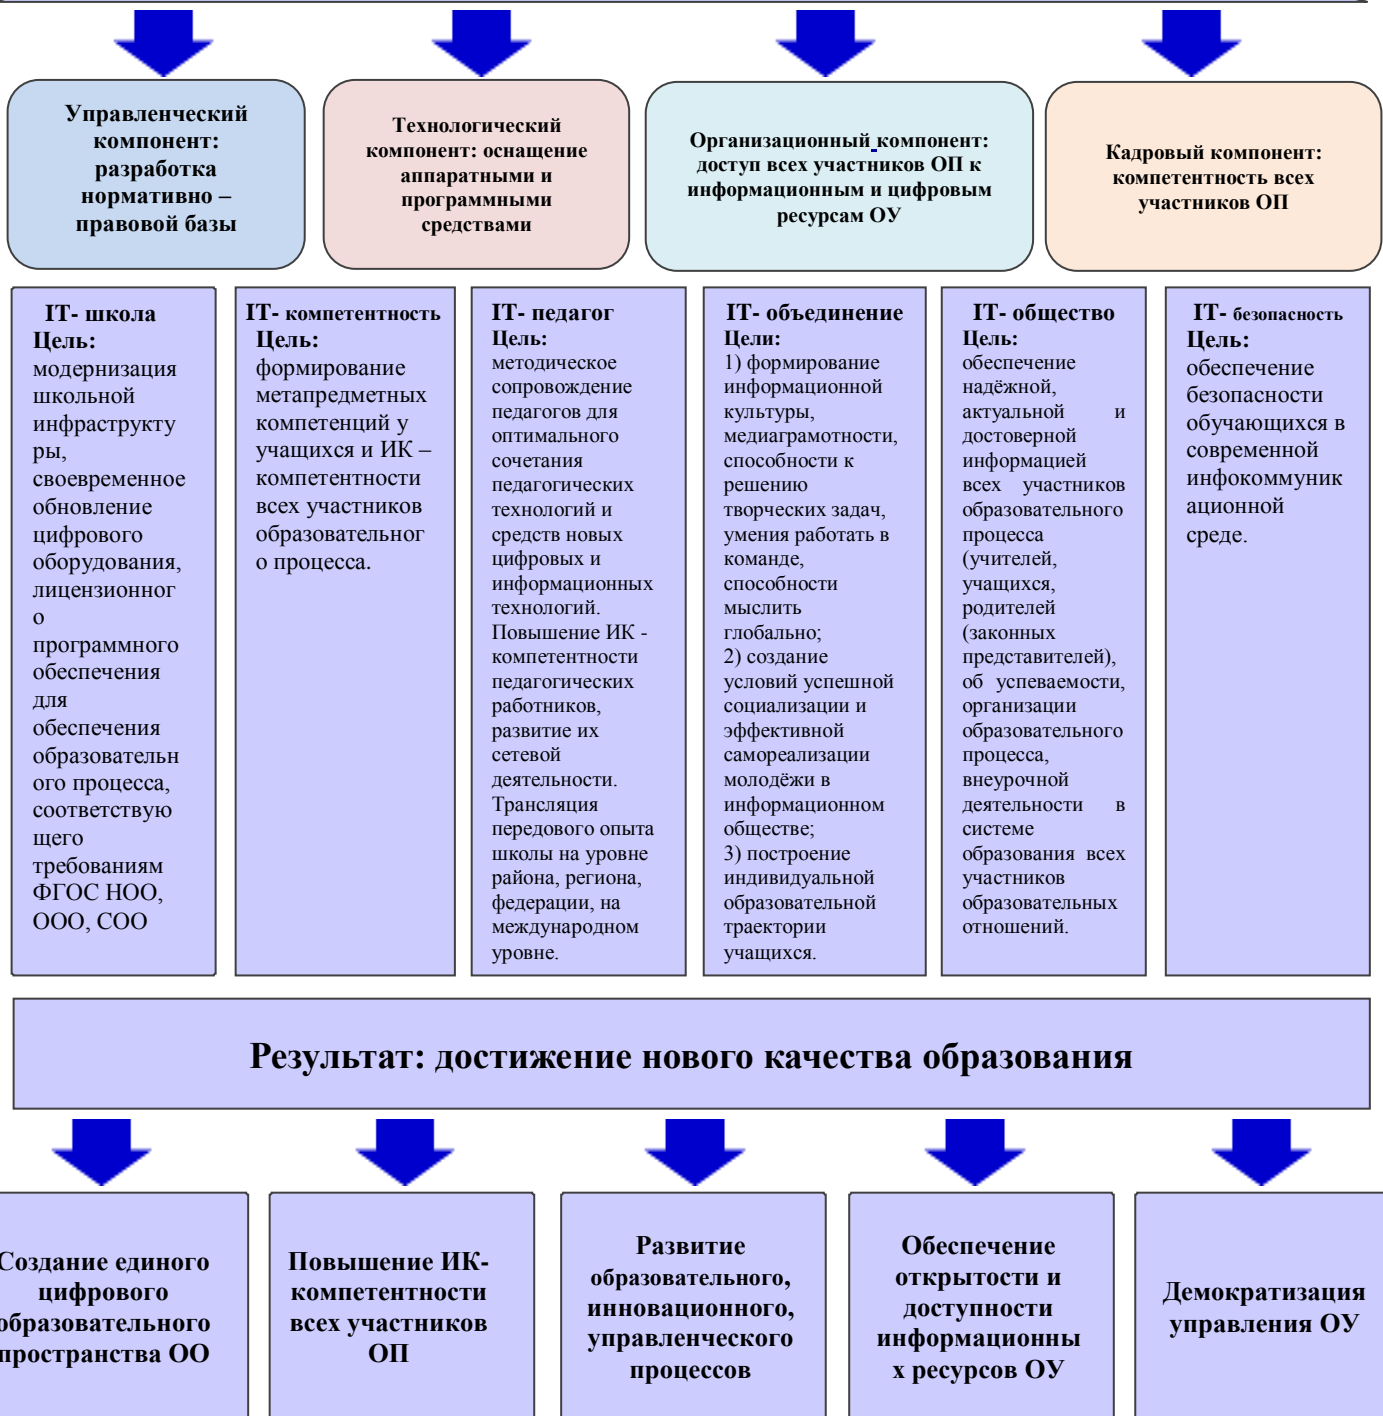 Управленческий
компонент:
разработка
нормативно –
правовой базы
Технологический
компонент: оснащение
аппаратными и
программными
средствами
Организационный компонент:
доступ всех участников ОП к
информационным и цифровым
ресурсам ОУ
Кадровый компонент:
компетентность всех
участников ОП
IT- школа
Цель:
модернизация
школьной
инфраструкту
ры,
своевременное
обновление
цифрового
оборудования,
лицензионног
о
программного
обеспечения
для
обеспечения
образовательн
ого процесса,
соответствую
щего
требованиям
ФГОС НОО,
ООО, СОО
IT- компетентность
Цель:
формирование
метапредметных
компетенций у
учащихся и ИК –
компетентности
всех участников
образовательног
о процесса.
IT- педагог
Цель:
методическое
сопровождение
педагогов для
оптимального
сочетания
педагогических
технологий и
средств новых
цифровых и
информационных
технологий.
Повышение ИК -
компетентности
педагогических
работников,
развитие их
сетевой
деятельности.
Трансляция
передового опыта
школы на уровне
района, региона,
федерации, на
международном
уровне.
IT- объединение
Цели:
1) формирование
информационной
культуры,
медиаграмотности,
способности к
решению
творческих задач,
умения работать в
команде,
способности
мыслить
глобально;
2) создание
условий успешной
социализации и
эффективной
самореализации
молодёжи в
информационном
обществе;
3) построение
индивидуальной
образовательной
траектории
учащихся.
IT- общество
Цель:
обеспечение
надёжной,
актуальной и
достоверной
информацией
всех участников
образовательного
процесса
(учителей,
учащихся,
родителей
(законных
представителей),
об успеваемости,
организации
образовательного
процесса,
внеурочной
деятельности в
системе
образования всех
участников
образовательных
отношений.
IT- безопасность
Цель:
обеспечение
безопасности
обучающихся в
современной
инфокоммуник
ационной
среде.
Результат: достижение нового качества образования
Создание единого
цифрового
образовательного
пространства ОО
Повышение ИК-
компетентности
всех участников
ОП
Развитие
образовательного,
инновационного,
управленческого
процессов
Обеспечение
открытости и
доступности
информационны
х ресурсов ОУ
Демократизация
управления ОУ